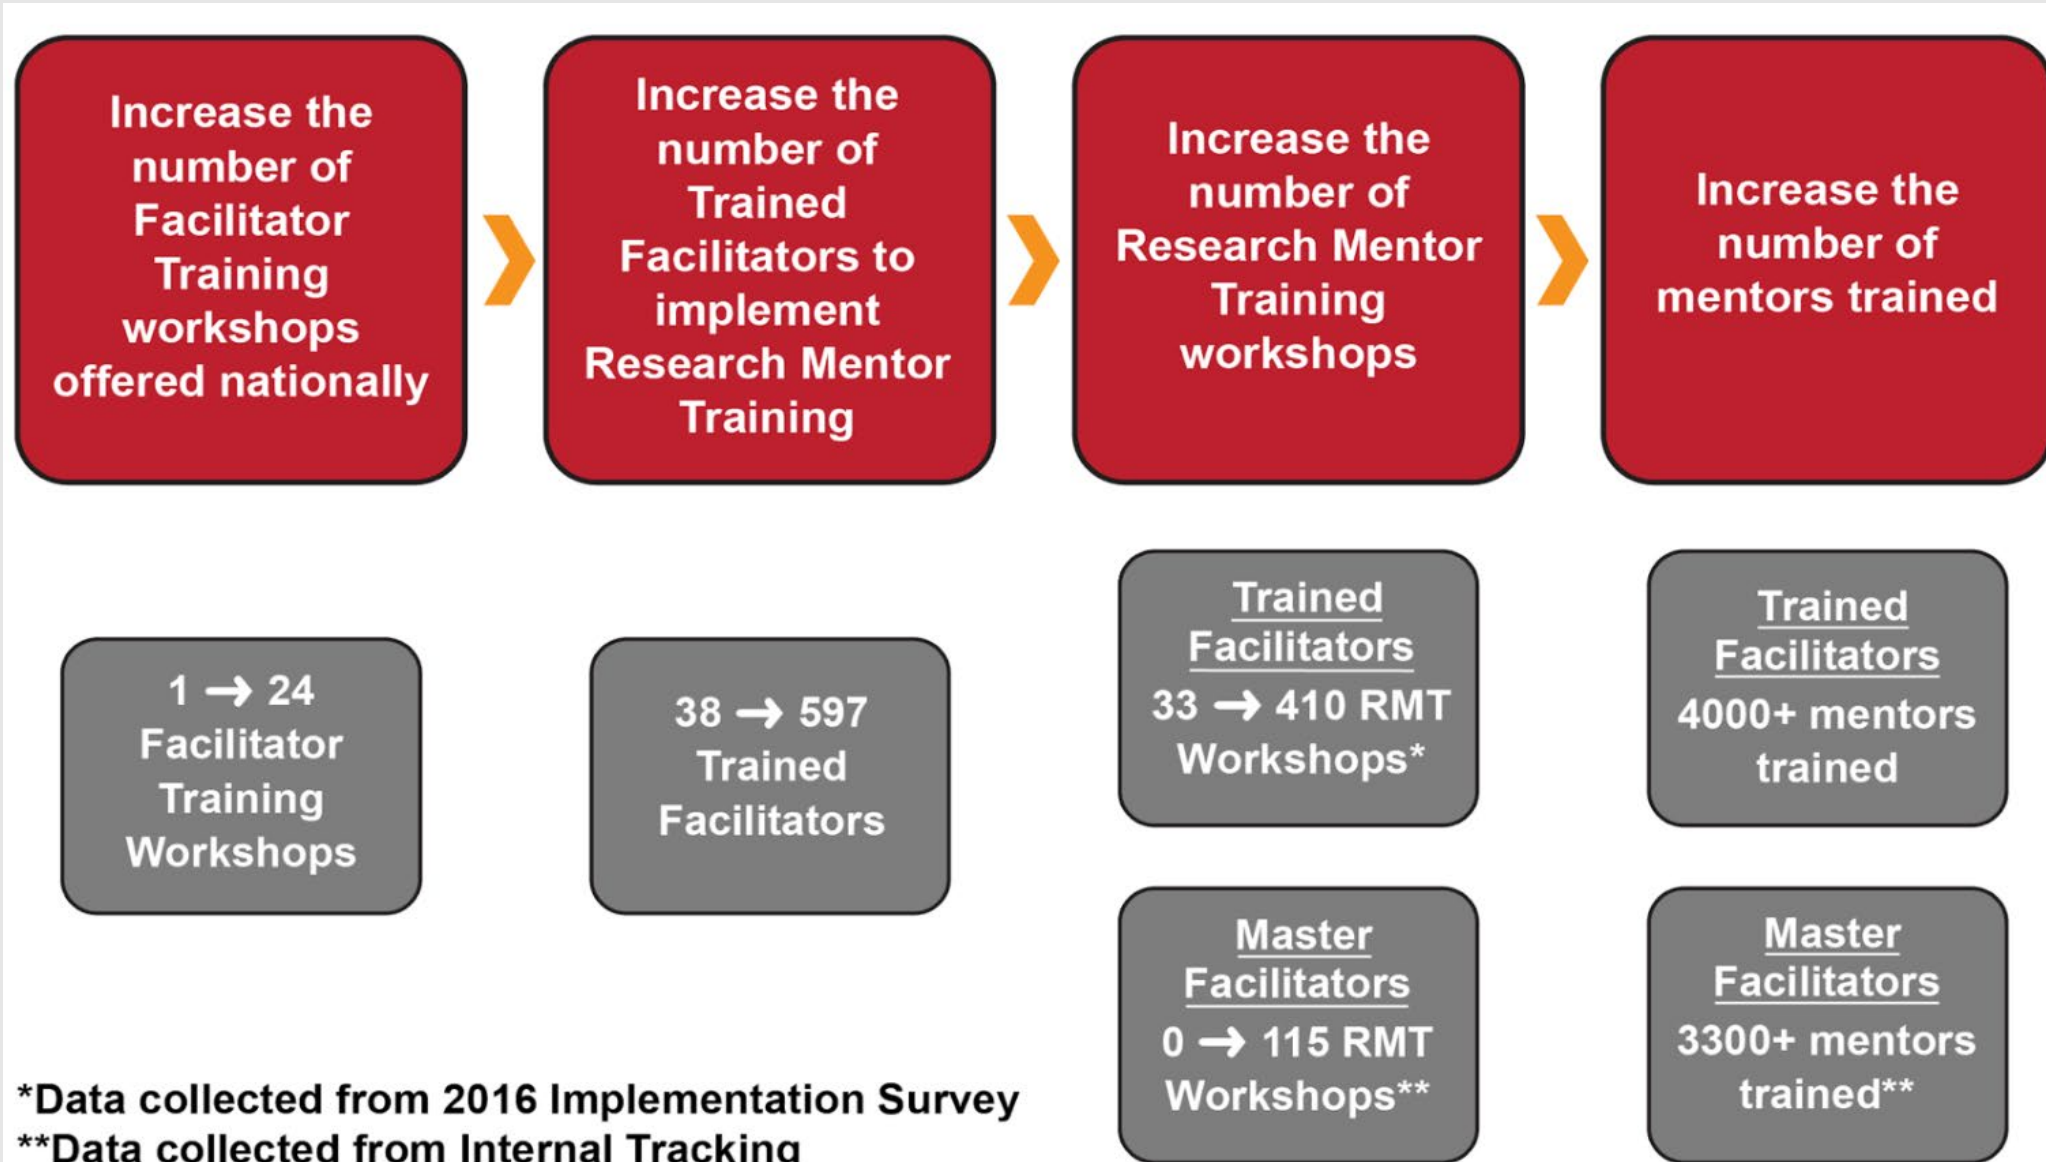 Increase the
number of
Facilitator
Training
workshops
offered nationally
Increase the
number of
Trained
Facilitators to
implement
Research Mentor
Training
Increase the
number of
Research Mentor
Training
workshops
Increase the
number of
mentors trained
1 → 24
Facilitator
Training
Workshops
38 → 597
Trained
Facilitators
Trained
Facilitators
33 → 410 RMT
Workshops*
Trained
Facilitators
4000+ mentors
trained
Master
Facilitators
0 → 115 RMT
Workshops**
Master
Facilitators
3300+ mentors
trained**
*Data collected from 2016 Implementation Survey
**Data collected from Internal Tracking